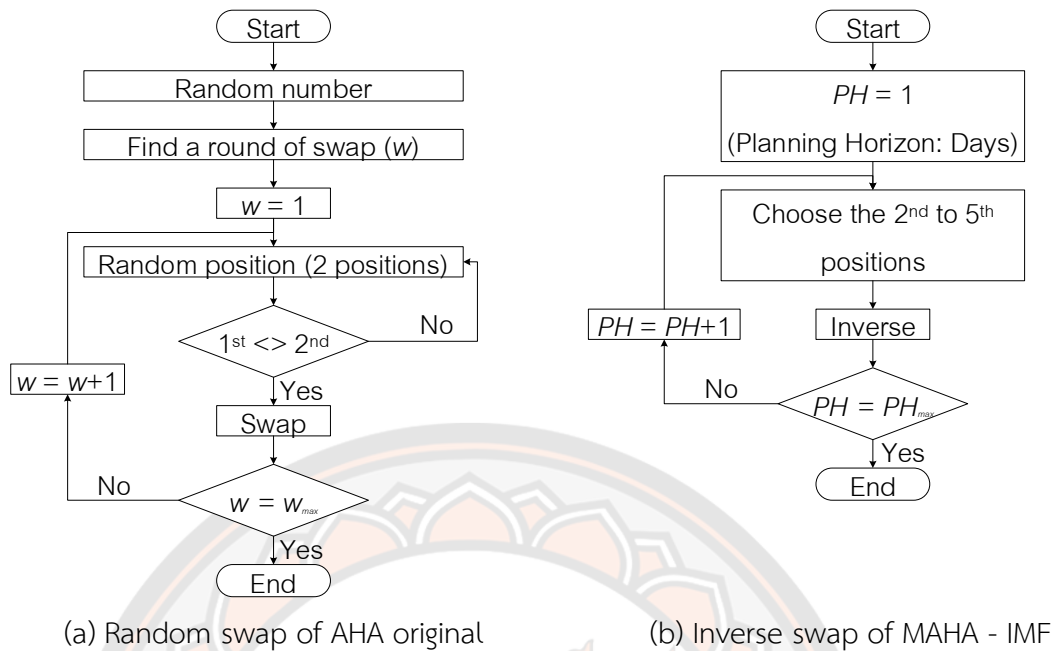 Start
Random number
Find a round of swap (w)
w = 1
Random position (2 positions)
1st <> 2nd
No
Yes
w = w+1
Swap
w = wmax
No
Yes
End
(a) Random swap of AHA original
Start
PH = 1
(Planning Horizon: Days)
Choose the 2nd to 5th
positions
PH = PH+1
Inverse
PH = PHmax
No
Yes
End
(b) Inverse swap of MAHA - IMF